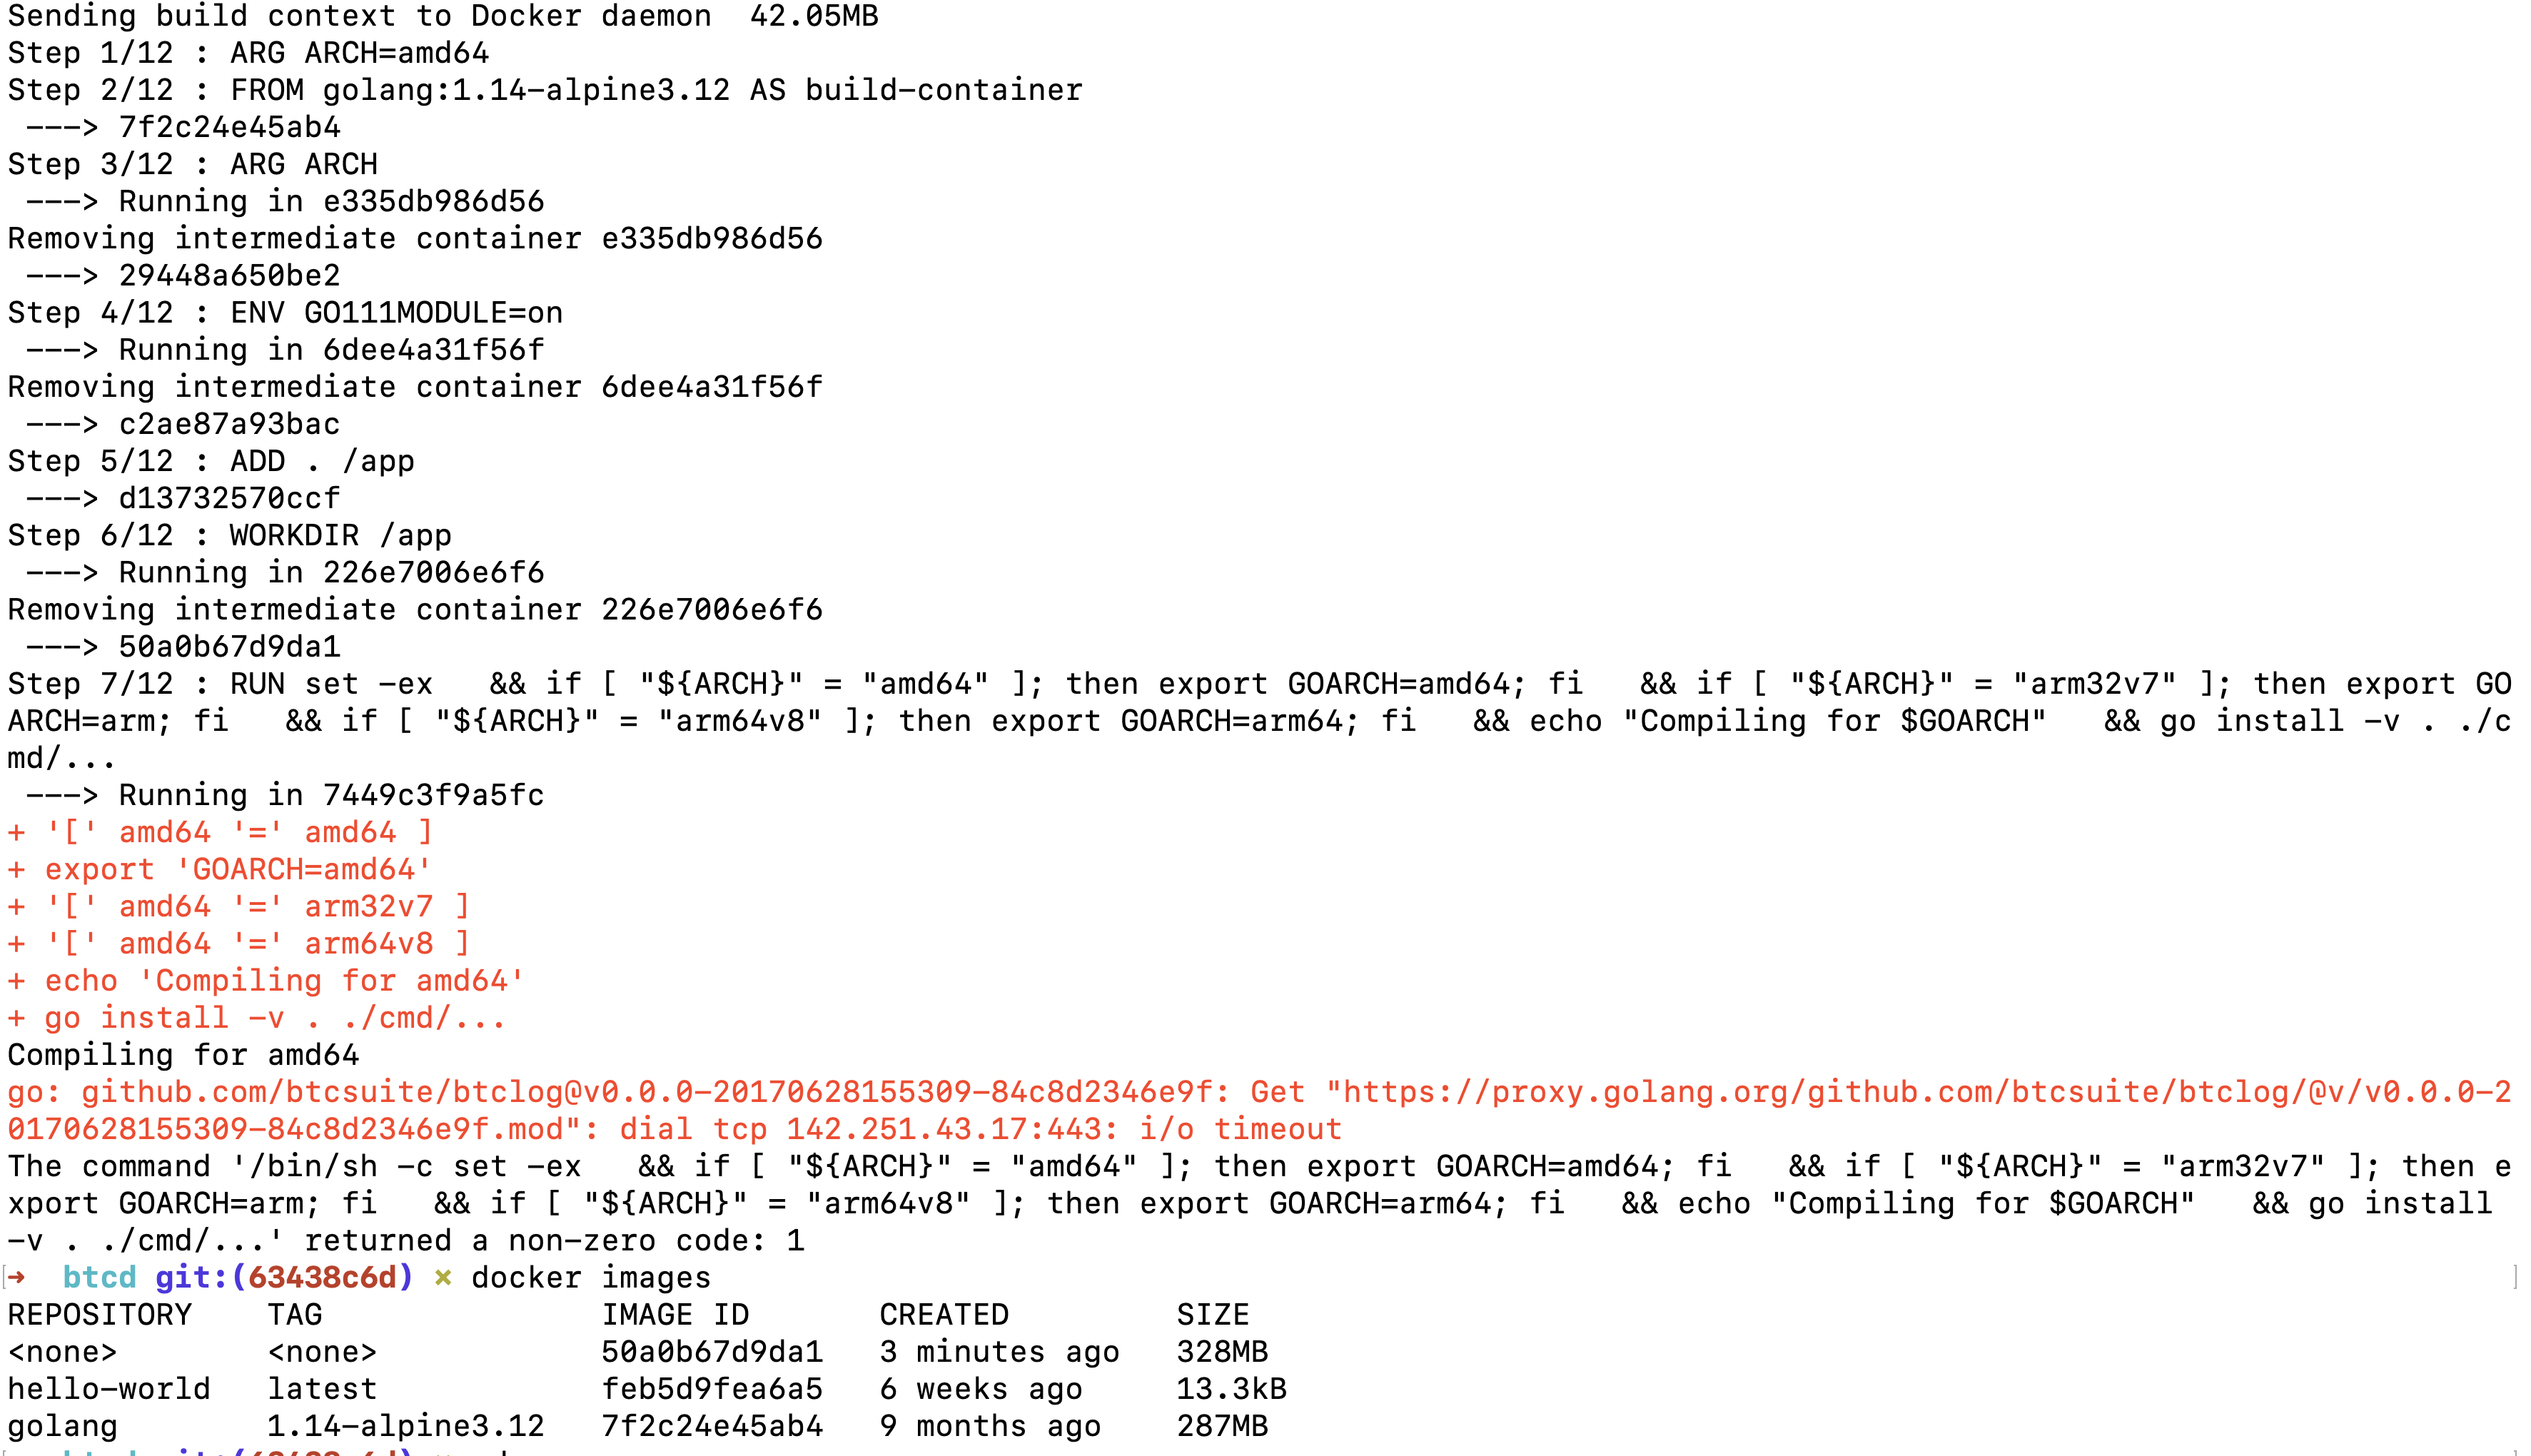 Sending build context to Docker daemon  42.05MB
Step 1/12 : ARG ARCH=amd64
Step 2/12 : FROM golang:1.14-alpine3.12 AS build-container
 ---> 7f2c24e45ab4
Step 3/12 : ARG ARCH
 ---> Running in e335db986d56
Removing intermediate container e335db986d56
 ---> 29448a650be2
Step 4/12 : ENV GO111MODULE=on
 ---> Running in 6dee4a31f56f
Removing intermediate container 6dee4a31f56f
 ---> c2ae87a93bac
Step 5/12 : ADD . /app
 ---> d13732570ccf
Step 6/12 : WORKDIR /app
 ---> Running in 226e7006e6f6
Removing intermediate container 226e7006e6f6
 ---> 50a0b67d9da1
Step 7/12 : RUN set -ex   && if [ "${ARCH}" = "amd64" ]; then export GOARCH=amd64; fi   && if [ "${ARCH}" = "arm32v7" ]; then export GO
ARCH=arm; fi   && if [ "${ARCH}" = "arm64v8" ]; then export GOARCH=arm64; fi   && echo "Compiling for $GOARCH"   && go install -v . ./c
md/...
 ---> Running in 7449c3f9a5fc
+ '[' amd64 '=' amd64 ]
+ export 'GOARCH=amd64'
+ '[' amd64 '=' arm32v7 ]
+ '[' amd64 '=' arm64v8 ]
+ echo 'Compiling for amd64'
+ go install -v . ./cmd/...
Compiling for amd64
go: github.com/btcsuite/btclog@v0.0.0-20170628155309-84c8d2346e9f: Get "https://proxy.golang.org/github.com/btcsuite/btclog/@v/v0.0.0-2
0170628155309-84c8d2346e9f.mod": dial tcp 142.251.43.17:443: i/o timeout
The command '/bin/sh -c set -ex   && if [ "${ARCH}" = "amd64" ]; then export GOARCH=amd64; fi   && if [ "${ARCH}" = "arm32v7" ]; then e
xport GOARCH=arm; fi   && if [ "${ARCH}" = "arm64v8" ]; then export GOARCH=arm64; fi   && echo "Compiling for $GOARCH"   && go install
-v . ./cmd/...' returned a non-zero code: 1
[➜  btcd git:(63438c6d) × docker images ]
REPOSITORY    TAG               IMAGE ID       CREATED         SIZE
<none>        <none>            50a0b67d9da1   3 minutes ago   328MB
hello-world   latest            feb5d9fea6a5   6 weeks ago     13.3kB
golang        1.14-alpine3.12   7f2c24e45ab4   9 months ago    287MB